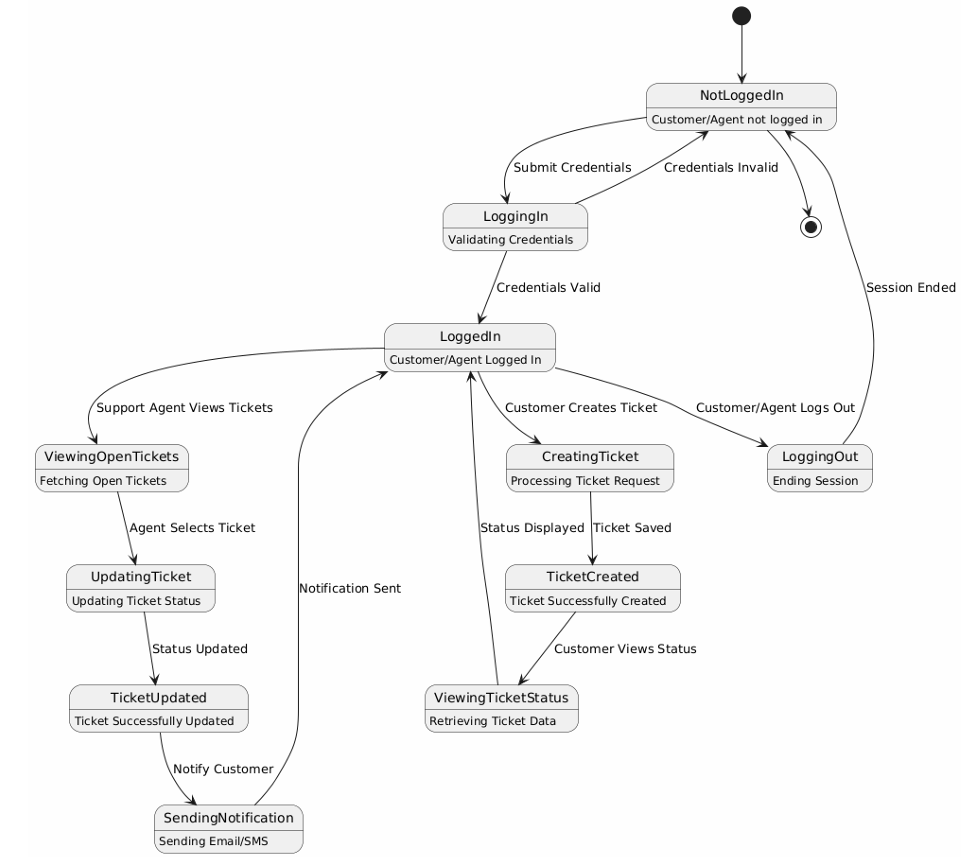 NotLoggedIn
Customer/Agent not logged in
Submit Credentials
Credentials Invalid
LoggingIn
Validating Credentials
Credentials Valid
Session Ended
LoggedIn
Customer/Agent Logged In
Support Agent Views Tickets
Customer Creates Ticket
Customer/Agent Logs Out
ViewingOpenTickets
Fetching Open Tickets
CreatingTicket
Processing Ticket Request
LoggingOut
Ending Session
Agent Selects Ticket
Status Displayed
Ticket Saved
UpdatingTicket
Updating Ticket Status
Notification Sent
TicketCreated
Ticket Successfully Created
Status Updated
Customer Views Status
TicketUpdated
Ticket Successfully Updated
ViewingTicketStatus
Retrieving Ticket Data
Notify Customer
SendingNotification
Sending Email/SMS